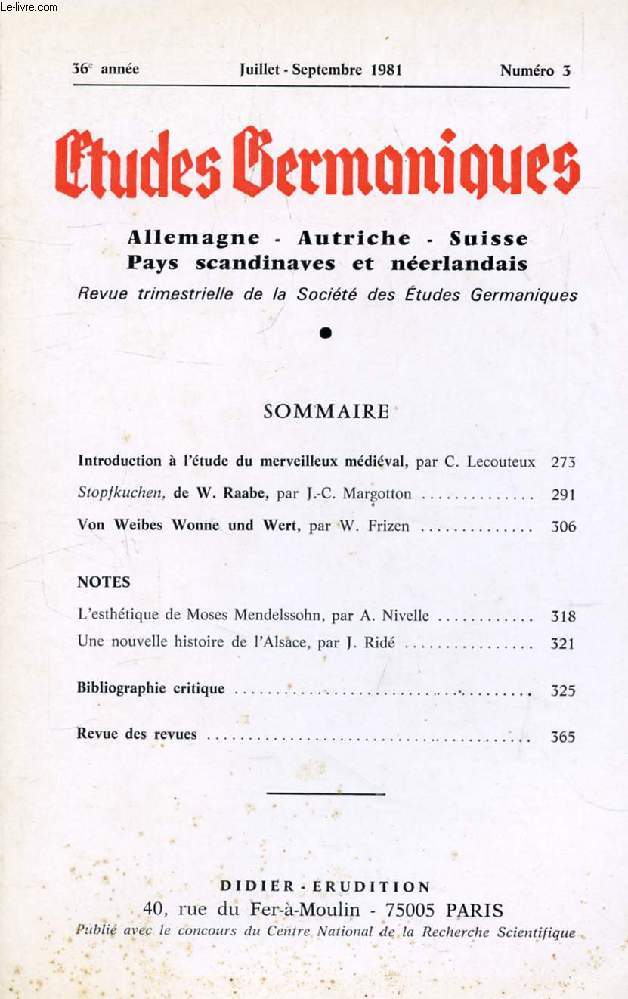 Le-livre.com
36e année Juillet - Septembre 1981 Numéro 3
Etudes Germaniques
Allemagne - Autriche - Suisse
Pays scandinaves et néerlandais
Revue trimestrielle de la Société des Études Germaniques
●
SOMMAIRE
Introduction à l'étude du merveilleux médiéval, par C. Lecouteux 273
Stopfkuchen, de W. Raabe, par J.-C. Margotton .............. 291
Von Weibes Wonne und Wert, par W. Frizen .............. 306
NOTES
L'esthétique de Moses Mendelssohn, par A. Nivelle ............ 318
Une nouvelle histoire de l'Alsace, par J. Ridé ................ 321
Bibliographie critique .................................... 325
Revue des revues ....................................... 365
DIDIER - ERUDITION
40, rue du Fer-à-Moulin - 75005 PARIS
Publié avec le concours du Centre National de la Recherche Scientifique